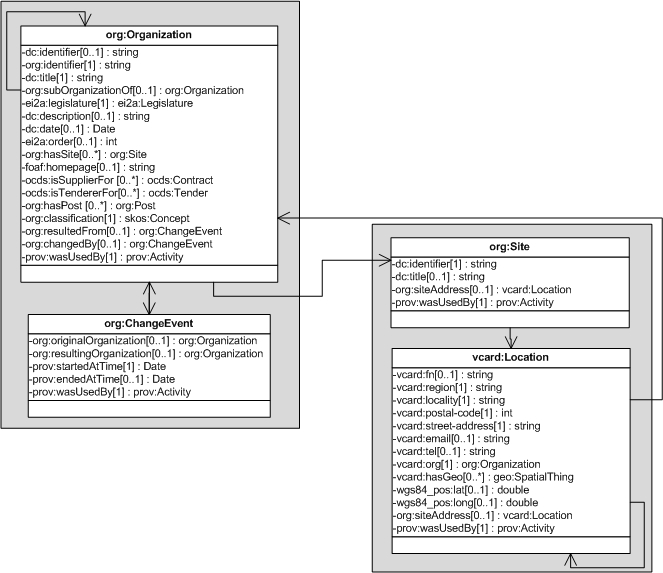 org:Organization
-dc:identifier[0..1] : string
-org:identifier[1] : string
-dc:title[1] : string
-org:subOrganizationOf[0..1] : org:Organization
-ei2a:legislature[1] : ei2a:Legislature
-dc:description[0..1] : string
-dc:date[0..1] : Date
-ei2a:order[0..1] : int
-org:hasSite[0..*] : org:Site
-foaf:homepage[0..1] : string
-ocds:isSupplierFor [0..*] : ocds:Contract
-ocds:isTendererFor[0..*] : ocds:Tender
-org:hasPost [0..*] : org:Post
-org:classification[1] : skos:Concept
-org:resultedFrom[0..1] : org:ChangeEvent
-org:changedBy[0..1] : org:ChangeEvent
-prov:wasUsedBy[1] : prov:Activity
org:ChangeEvent
-org:originalOrganization[0..1] : org:Organization
-org:resultingOrganization[0..1] : org:Organization
-prov:startedAtTime[1] : Date
-prov:endedAtTime[0..1] : Date
-prov:wasUsedBy[1] : prov:Activity
org:Site
-dc:identifier[1] : string
-dc:title[0..1] : string
-org:siteAddress[0..1] : vcard:Location
-prov:wasUsedBy[1] : prov:Activity
vcard:Location
-vcard:fn[0..1] : string
-vcard:region[1] : string
-vcard:locality[1] : string
-vcard:postal-code[1] : int
-vcard:street-address[1] : string
-vcard:email[0..1] : string
-vcard:tel[0..1] : string
-vcard:org[1] : org:Organization
-vcard:hasGeo[0..*] : geo:SpatialThing
-wgs84_pos:lat[0..1] : double
-wgs84_pos:long[0..1] : double
-org:siteAddress[0..1] : vcard:Location
-prov:wasUsedBy[1] : prov:Activity